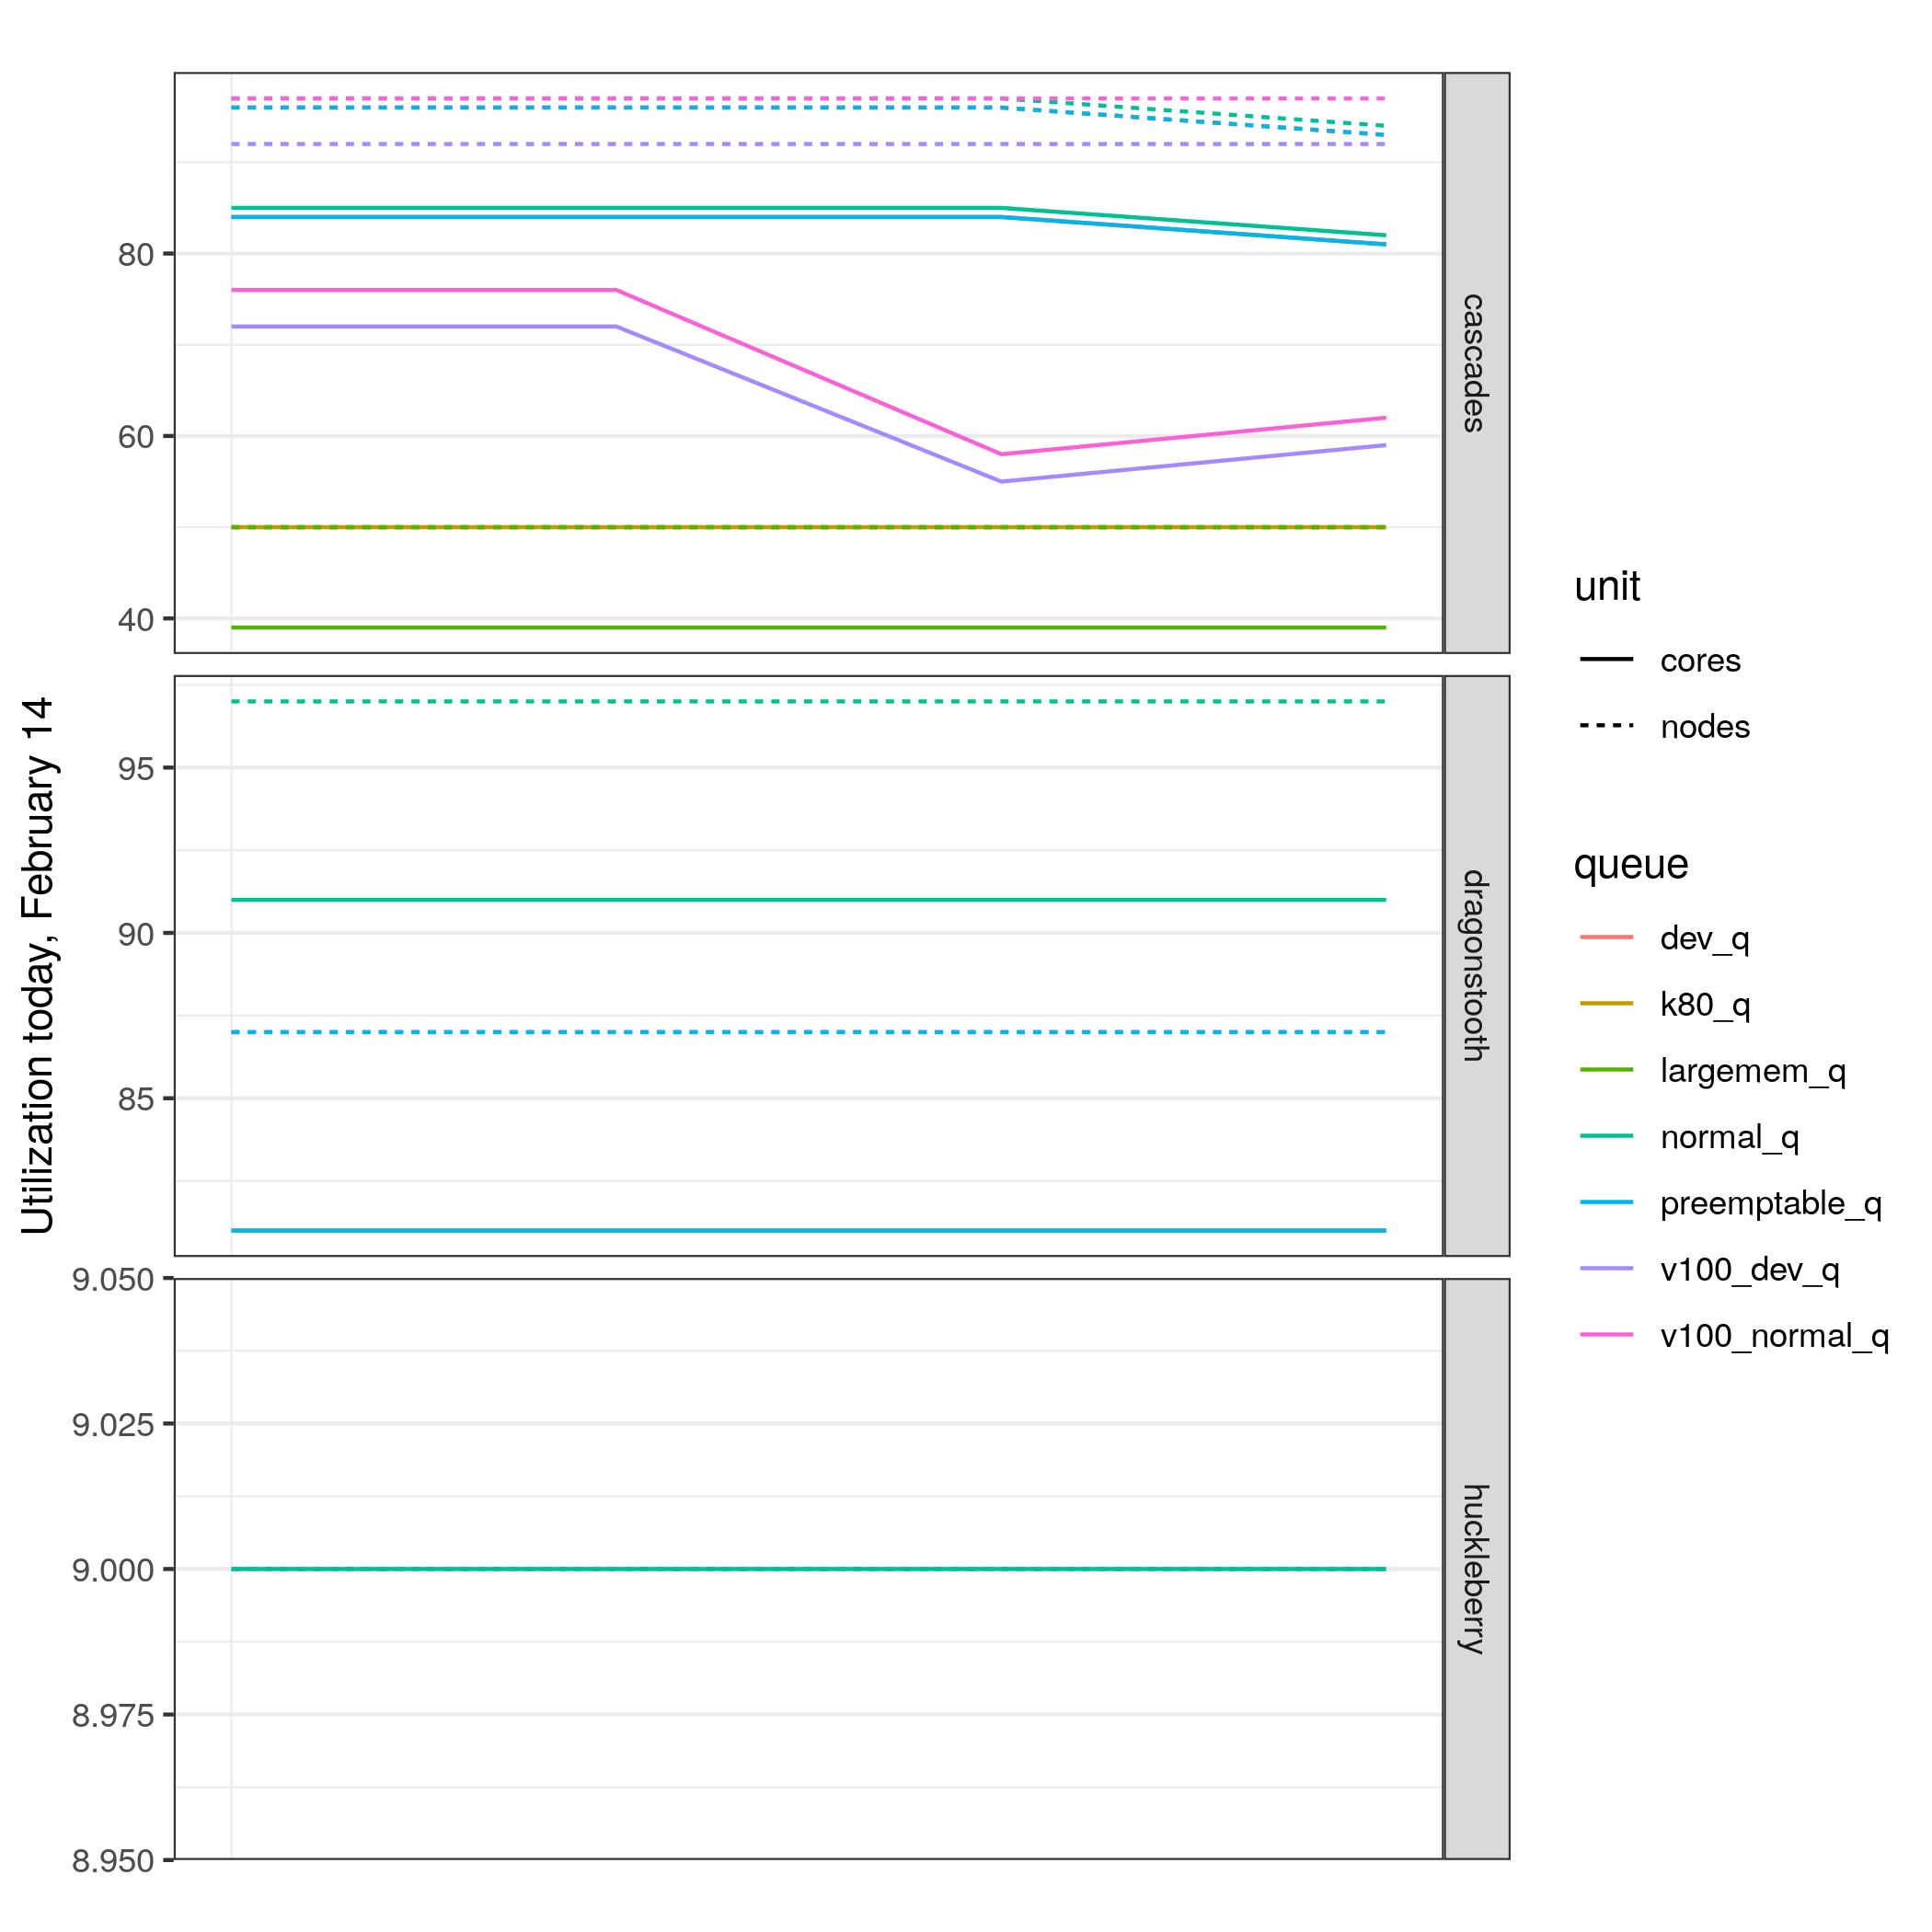 Utilization today, February 14
80
60
40
cascades
95
90
85
dragonstooth
9.050
9.025
9.000
8.975
8.950
huckleberry
unit
cores
nodes
queue
dev_q
k80_q
largemem_q
normal_q
preemptable_q
v100_dev_q
v100_normal_q